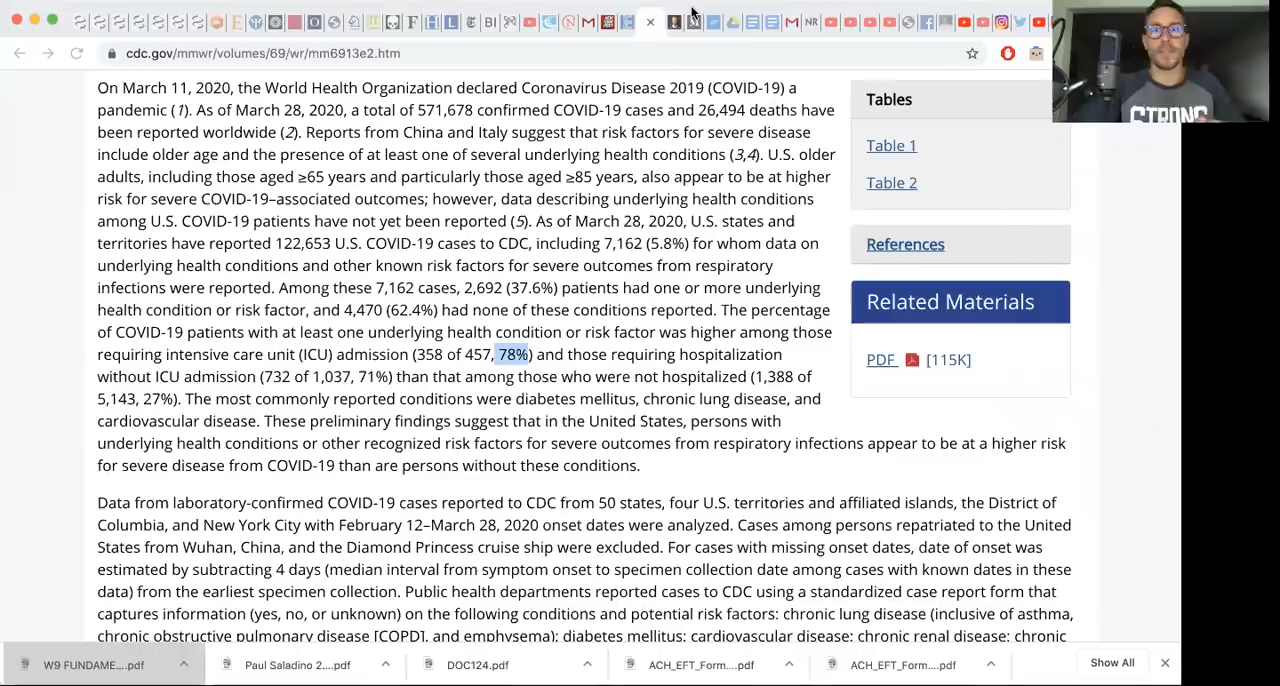 cdc.gov/mmwr/volumes/69/wr/mm6913e2.htm
On March 11, 2020, the World Health Organization declared Coronavirus Disease 2019 (COVID-19) a
pandemic (1). As of March 28, 2020, a total of 571,678 confirmed COVID-19 cases and 26,494 deaths have
been reported worldwide (2). Reports from China and Italy suggest that risk factors for severe disease
include older age and the presence of at least one of several underlying health conditions (3,4). U.S. older
adults, including those aged ≥65 years and particularly those aged ≥85 years, also appear to be at higher
risk for severe COVID-19–associated outcomes; however, data describing underlying health conditions
among U.S. COVID-19 patients have not yet been reported (5). As of March 28, 2020, U.S. states and
territories have reported 122,653 U.S. COVID-19 cases to CDC, including 7,162 (5.8%) for whom data on
underlying health conditions and other known risk factors for severe outcomes from respiratory
infections were reported. Among these 7,162 cases, 2,692 (37.6%) patients had one or more underlying
health condition or risk factor, and 4,470 (62.4%) had none of these conditions reported. The percentage
of COVID-19 patients with at least one underlying health condition or risk factor was higher among those
requiring intensive care unit (ICU) admission (358 of 457, 78%) and those requiring hospitalization
without ICU admission (732 of 1,037, 71%) than that among those who were not hospitalized (1,388 of
5,143, 27%). The most commonly reported conditions were diabetes mellitus, chronic lung disease, and
cardiovascular disease. These preliminary findings suggest that in the United States, persons with
underlying health conditions or other recognized risk factors for severe outcomes from respiratory infections appear to be at a higher risk
for severe disease from COVID-19 than are persons without these conditions.
Data from laboratory-confirmed COVID-19 cases reported to CDC from 50 states, four U.S. territories and affiliated islands, the District of
Columbia, and New York City with February 12–March 28, 2020 onset dates were analyzed. Cases among persons repatriated to the United
States from Wuhan, China, and the Diamond Princess cruise ship were excluded. For cases with missing onset dates, date of onset was
estimated by subtracting 4 days (median interval from symptom onset to specimen collection date among cases with known dates in these
data) from the earliest specimen collection. Public health departments reported cases to CDC using a standardized case report form that
captures information (yes, no, or unknown) on the following conditions and potential risk factors: chronic lung disease (inclusive of asthma,
chronic obstructive pulmonary disease [COPD], and emphysema); diabetes mellitus; cardiovascular disease; chronic renal disease; chronic
Tables
Table 1
Table 2
References
Related Materials
PDF [115K]
STRONG
W9 FUNDAME....pdf
Paul Saladino 2....pdf
DOC124.pdf
ACH_EFT_Form....pdf
ACH_EFT_Form....pdf
Show All